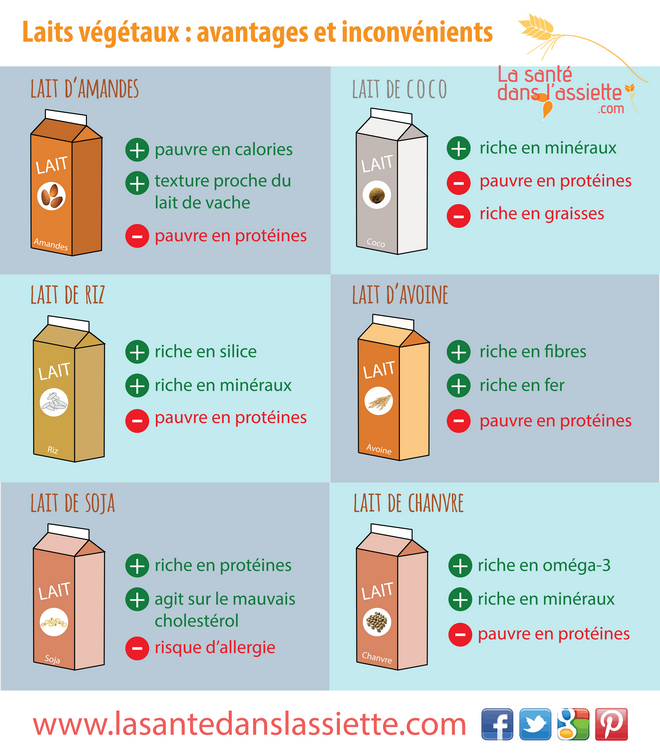 Laits végétaux : avantages et inconvénients
La santé
dans l'assiette
.com
LAIT D'AMANDES
LAIT
Amandes
+ pauvre en calories
+ texture proche du
lait de vache
- pauvre en protéines
LAIT DE COCO
LAIT
Coco
+ riche en minéraux
- pauvre en protéines
- riche en graisses
LAIT DE RIZ
LAIT
Riz
+ riche en silice
+ riche en minéraux
- pauvre en protéines
LAIT D'AVOINE
LAIT
Avoine
+ riche en fibres
+ riche en fer
- pauvre en protéines
LAIT DE SOJA
LAIT
Soja
+ riche en protéines
+ agit sur le mauvais
cholestérol
- risque d'allergie
LAIT DE CHANVRE
LAIT
Chanvre
+ riche en oméga-3
+ riche en minéraux
- pauvre en protéines
www.lasantedanslassiette.com